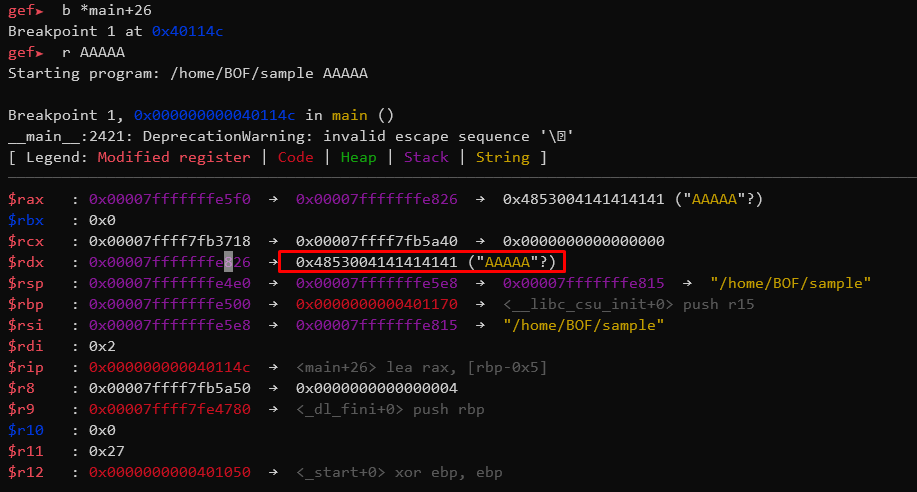 gef➤  b *main+26
Breakpoint 1 at 0x40114c
gef➤  r AAAAA
Starting program: /home/BOF/sample AAAAA
Breakpoint 1, 0x000000000040114c in main ()
__main__:2421: DeprecationWarning: invalid escape sequence '\�'
[ Legend: Modified register | Code | Heap | Stack | String ]
$rax   : 0x00007fffffffe5f0  →  0x00007fffffffe826  →  0x4853004141414141 ("AAAAA"?)
$rbx   : 0x0
$rcx   : 0x00007ffff7fb3718  →  0x00007ffff7fb5a40  →  0x0000000000000000
$rdx   : 0x00007fffffffe826  →  0x4853004141414141 ("AAAAA"?)
$rsp   : 0x00007fffffffe4e0  →  0x00007fffffffe5e8  →  0x00007fffffffe815  →  "/home/BOF/sample"
$rbp   : 0x00007fffffffe500  →  0x0000000000401170  →  <__libc_csu_init+0> push r15
$rsi   : 0x00007fffffffe5e8  →  0x00007fffffffe815  →  "/home/BOF/sample"
$rdi   : 0x2
$rip   : 0x000000000040114c  →  <main+26> lea rax, [rbp-0x5]
$r8    : 0x00007ffff7fb5a50  →  0x0000000000000004
$r9    : 0x00007ffff7fe4780  →  <_dl_fini+0> push rbp
$r10   : 0x0
$r11   : 0x27
$r12   : 0x0000000000401050  →  <_start+0> xor ebp, ebp